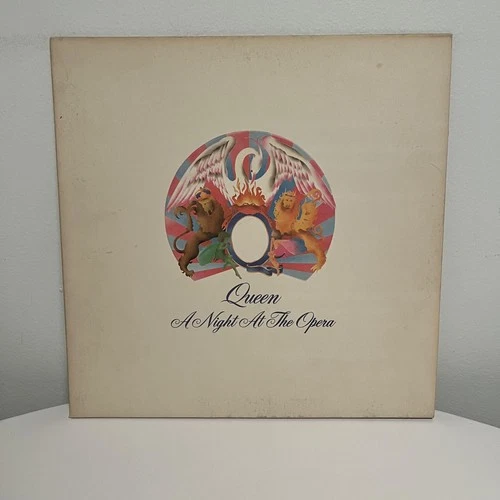 Queen
A Night At The Opera